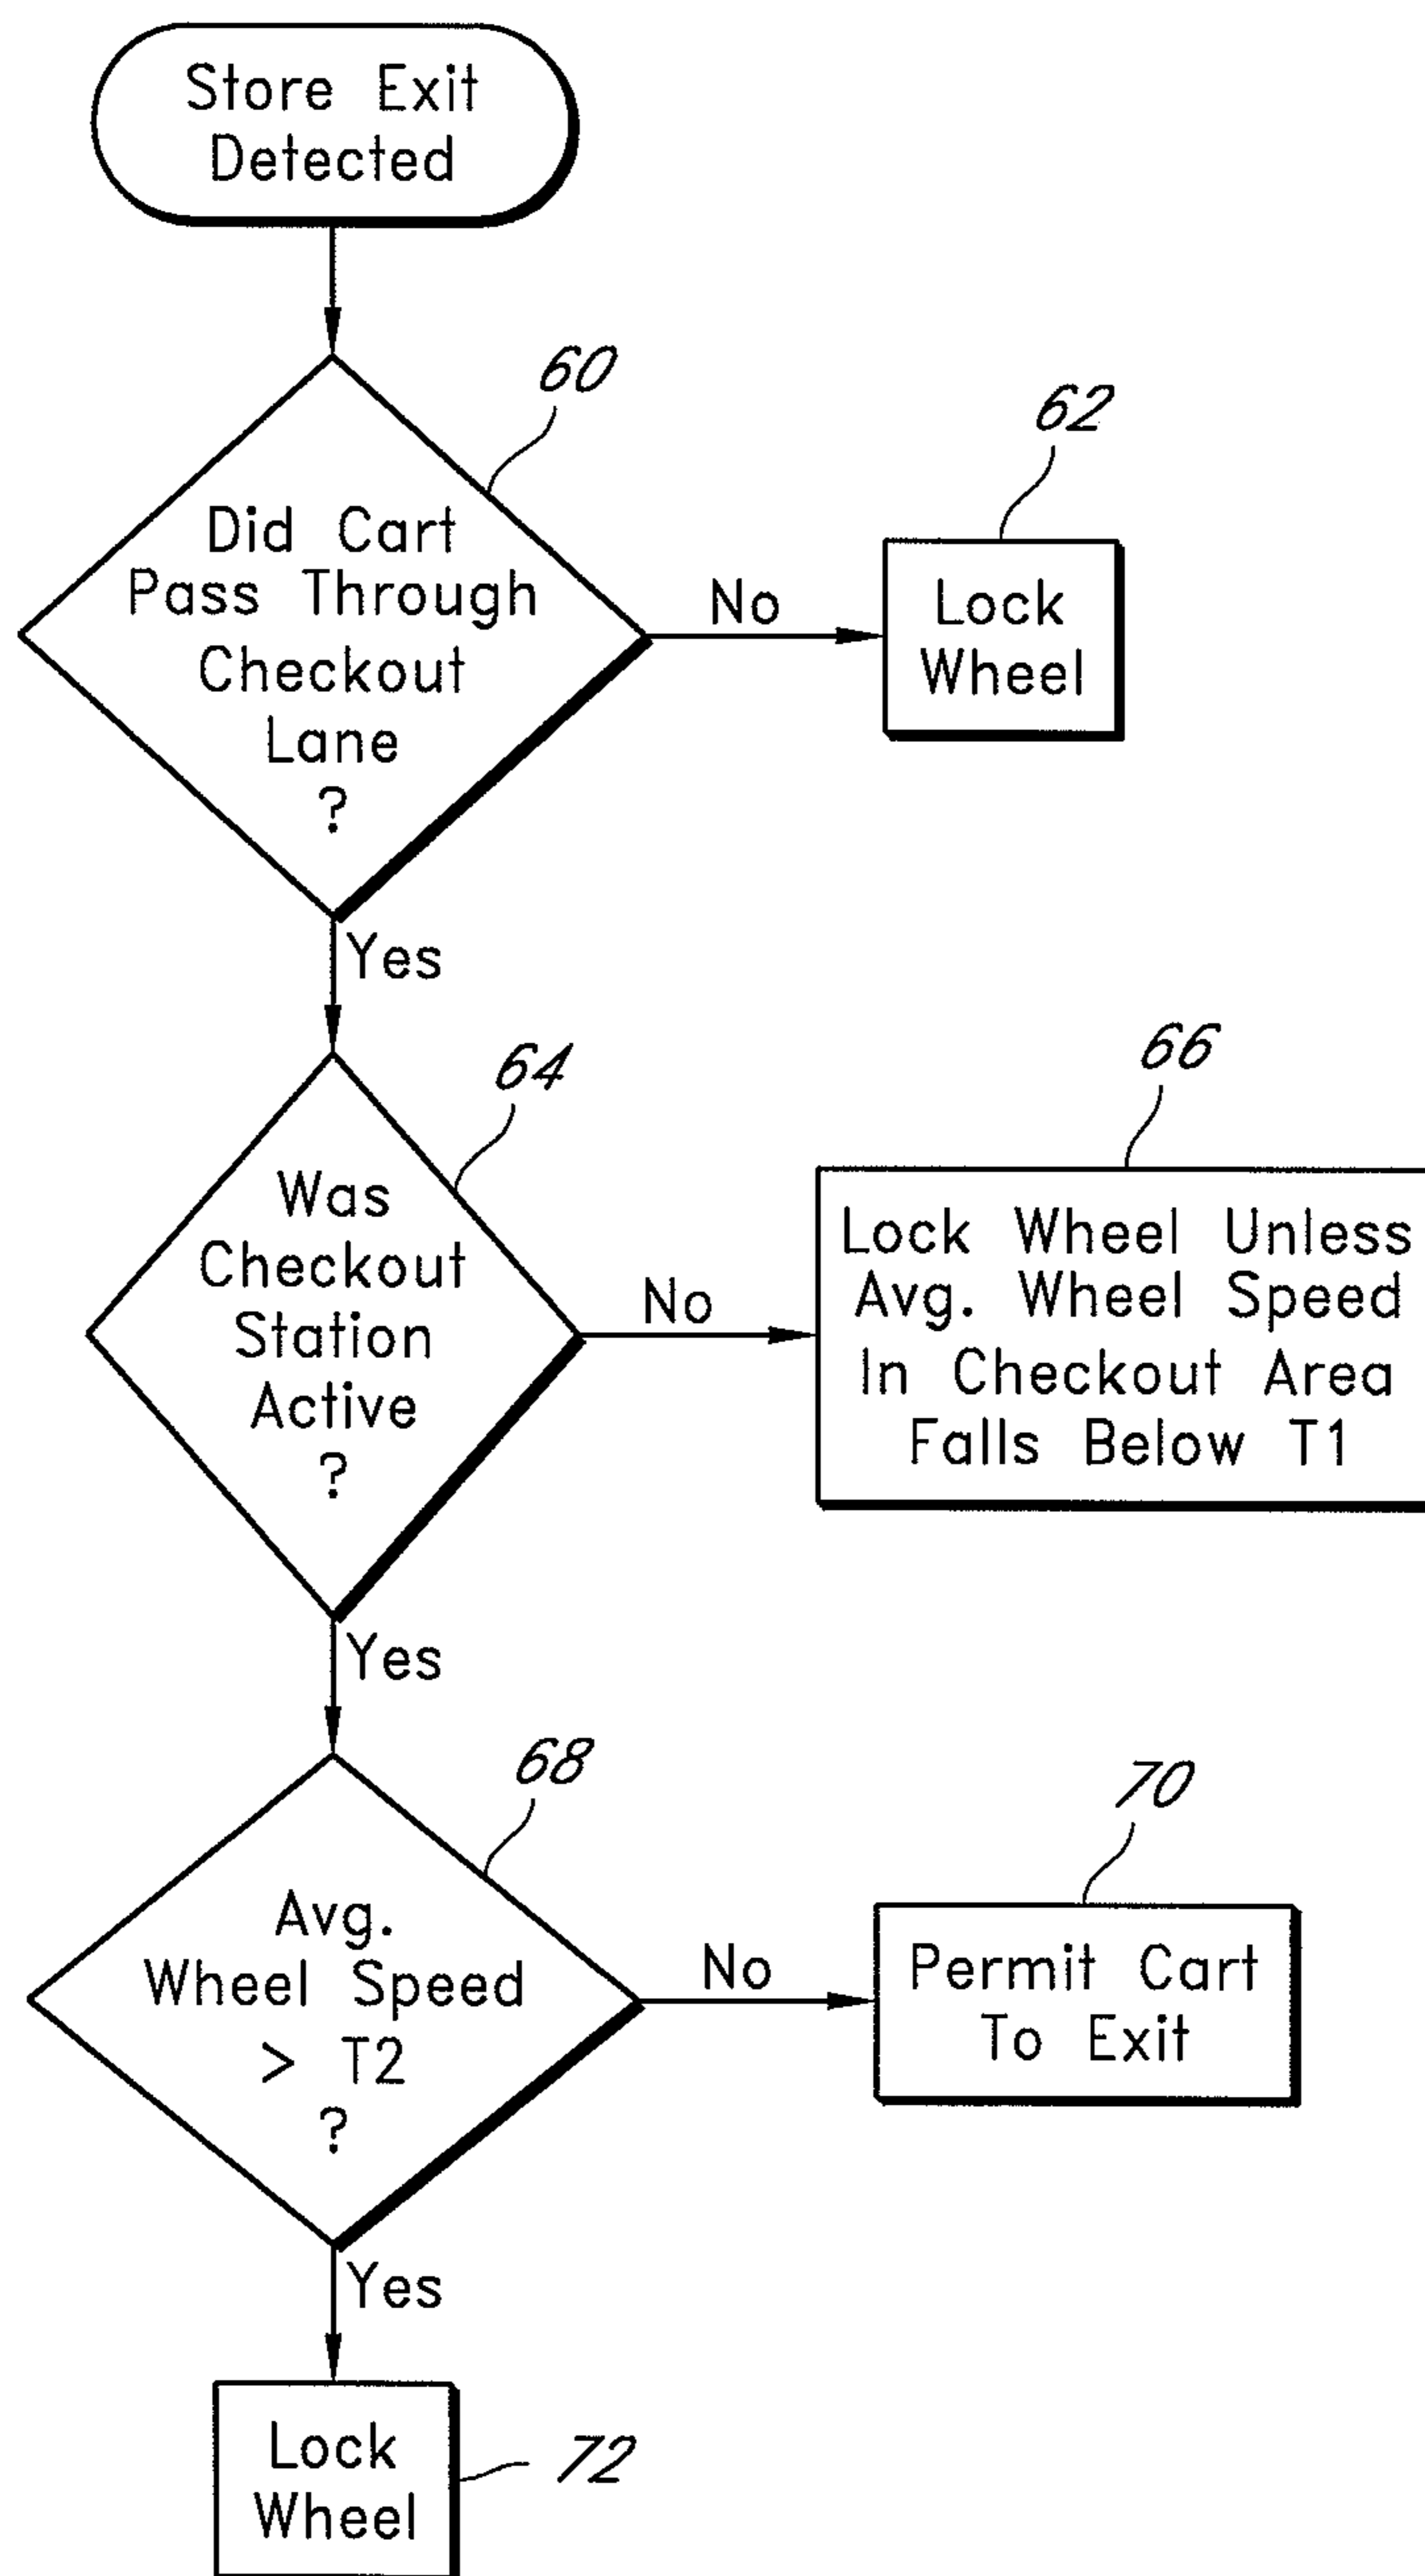 Store Exit
Detected
60
Did Cart
Pass Through
Checkout
Lane
?
No
62
Lock
Wheel
Yes
64
Was
Checkout
Station
Active
?
No
66
Lock Wheel Unless
Avg. Wheel Speed
In Checkout Area
Falls Below T1
Yes
68
Avg.
Wheel Speed
> T2
?
No
70
Permit Cart
To Exit
Yes
Lock
Wheel
72